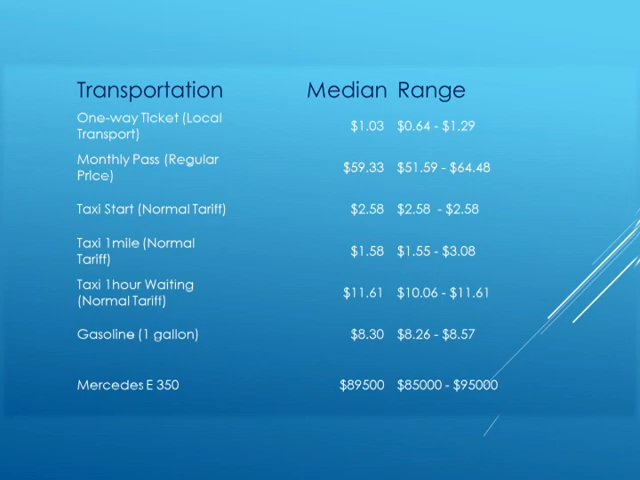 Transportation Median Range
One-way Ticket (Local
Transport) $1.03 $0.64 - $1.29
Monthly Pass (Regular
Price) $59.33 $51.59 - $64.48
Taxi Start (Normal Tariff) $2.58 $2.58 - $2.58
Taxi 1mile (Normal
Tariff) $1.58 $1.55 - $3.08
Taxi 1hour Waiting
(Normal Tariff) $11.61 $10.06 - $11.61
Gasoline (1 gallon) $8.30 $8.26 - $8.57
Mercedes E 350 $89500 $85000 - $95000